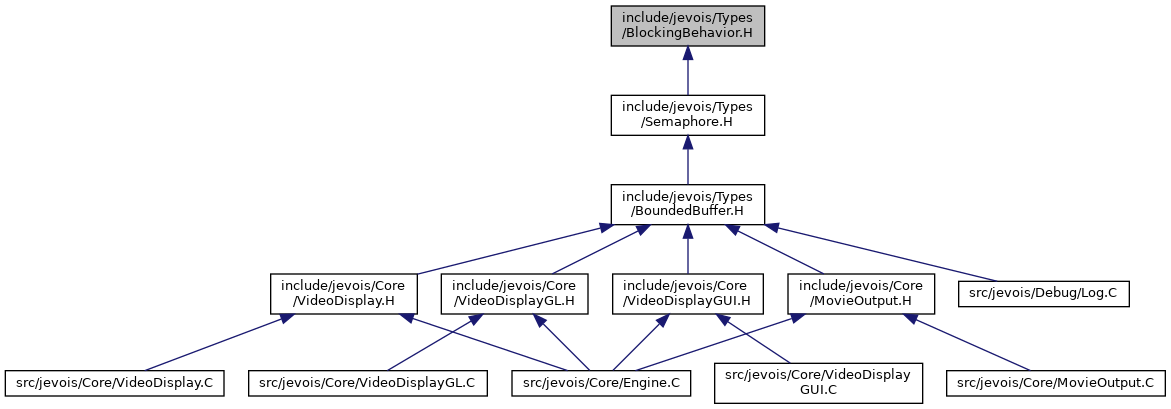 include/jevois/Types
/BlockingBehavior.H
include/jevois/Types
/Semaphore.H
include/jevois/Types
/BoundedBuffer.H
include/jevois/Core
/VideoDisplay.H
include/jevois/Core
/VideoDisplayGL.H
include/jevois/Core
/VideoDisplayGUI.H
include/jevois/Core
/MovieOutput.H
src/jevois/Debug/Log.C
src/jevois/Core/VideoDisplay.C
src/jevois/Core/VideoDisplayGL.C
src/jevois/Core/Engine.C
src/jevois/Core/VideoDisplay
GUI.C
src/jevois/Core/MovieOutput.C